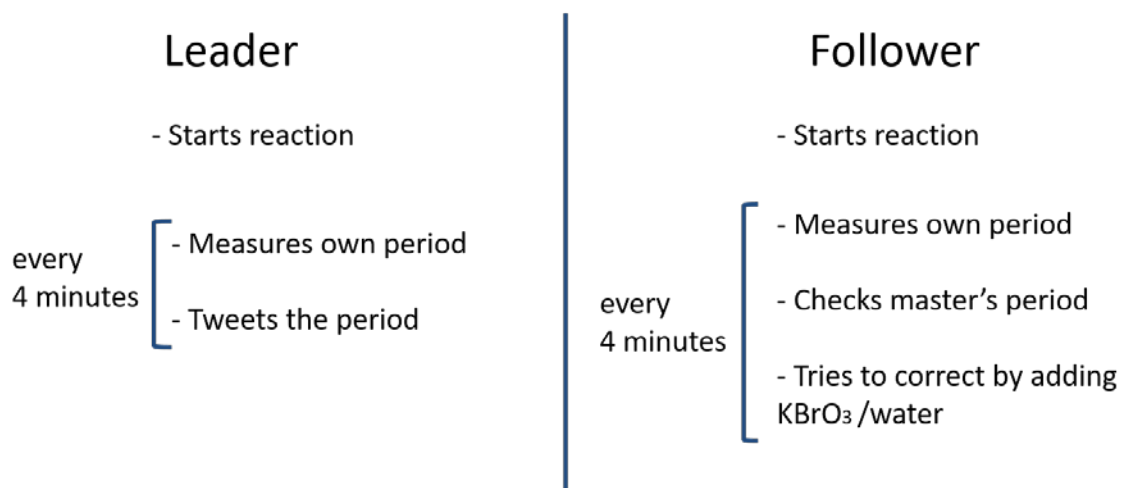 Leader
- Starts reaction
every
4 minutes
- Measures own period
- Tweets the period
Follower
- Starts reaction
every
4 minutes
- Measures own period
- Checks master’s period
- Tries to correct by adding
KBrO₃ /water